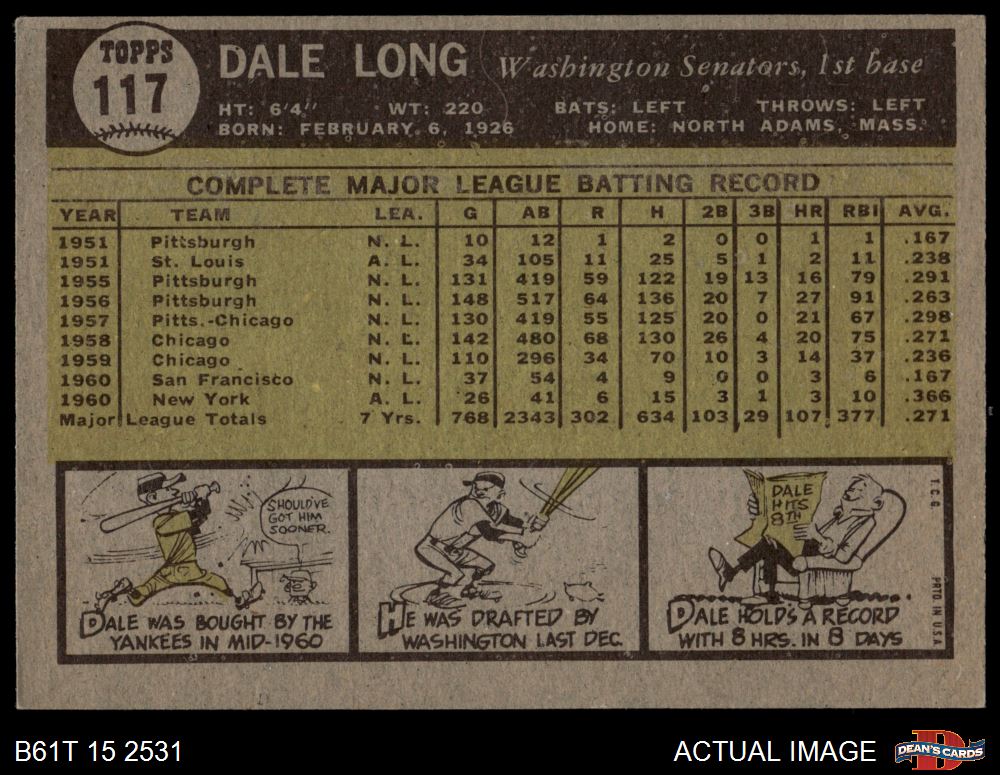 TOPPS
117
DALE LONG Washington Senators, 1st base
HT: 6'4" WT: 220 BATS: LEFT THROWS: LEFT
BORN: FEBRUARY 6, 1926 HOME: NORTH ADAMS, MASS.
COMPLETE MAJOR LEAGUE BATTING RECORD
YEAR TEAM LEA. G AB R H 2B 3B HR RBI AVG.
1951 Pittsburgh N. L. 10 12 1 2 0 0 1 1 .167
1951 St. Louis A. L. 34 105 11 25 5 1 2 11 .238
1955 Pittsburgh N. L. 131 419 59 122 19 13 16 79 .291
1956 Pittsburgh N. L. 148 517 64 136 20 7 27 91 .263
1957 Pitts.-Chicago N. L. 130 419 55 125 20 0 21 67 .298
1958 Chicago N. L. 142 480 68 130 26 4 20 75 .271
1959 Chicago N. L. 110 296 34 70 10 3 14 37 .236
1960 San Francisco N. L. 37 54 4 9 0 0 3 6 .167
1960 New York A. L. 26 41 6 15 3 1 3 10 .366
Major League Totals 7 Yrs. 768 2343 302 634 103 29 107 377 .271
SHOULD'VE
GOT HIM
SOONER.
DALE WAS BOUGHT BY THE
YANKEES IN MID-1960
HE WAS DRAFTED BY
WASHINGTON LAST DEC.
DALE
HITS
8TH
DALE HOLDS A RECORD
WITH 8 HRS. IN 8 DAYS
T.C.G.
PRTD. IN U.S.A.
B61T 15 2531
ACTUAL IMAGE
D
DEAN'S CARDS